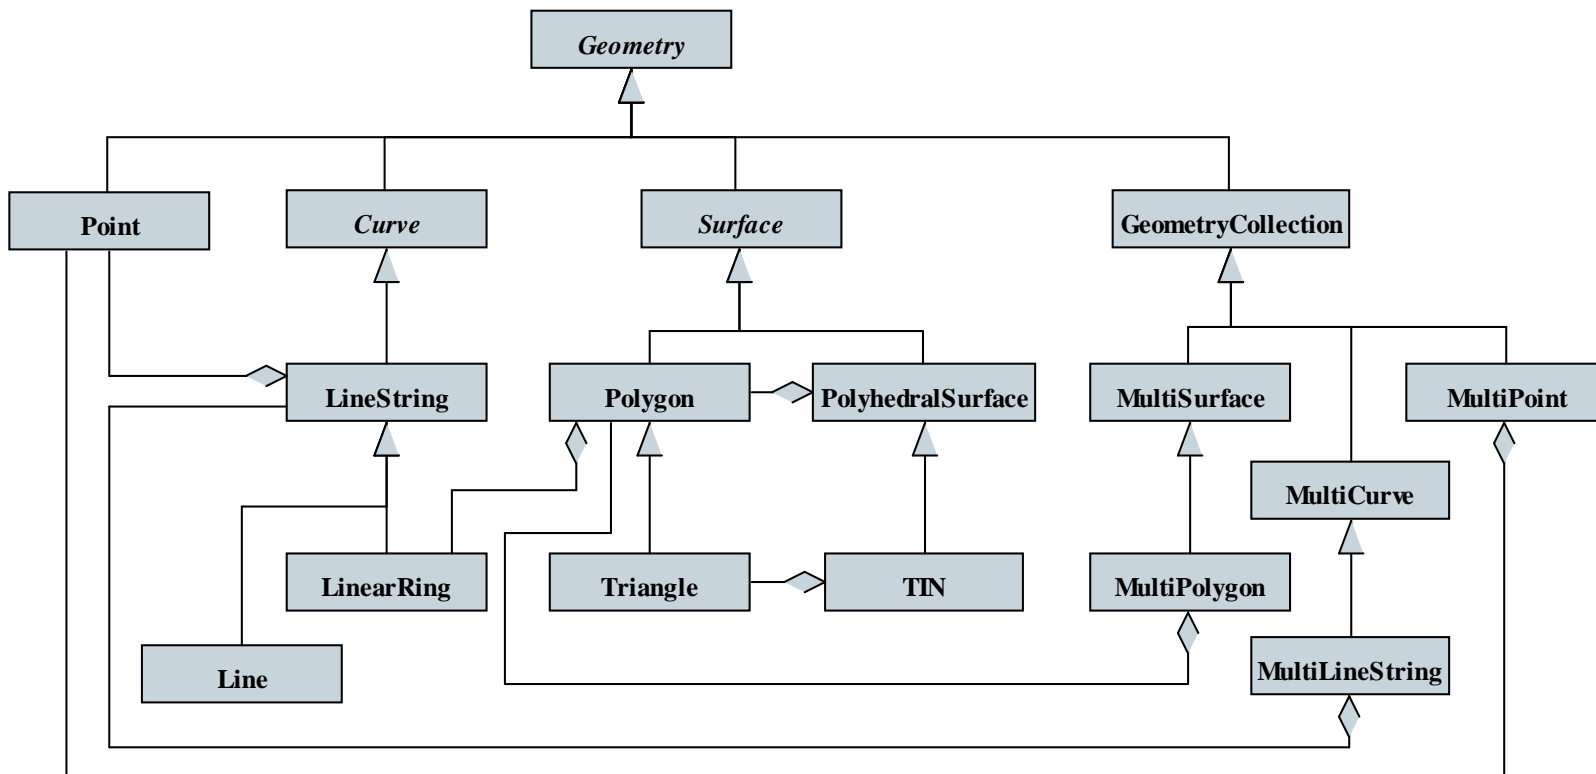 Geometry
Point
Curve
Surface
GeometryCollection
LineString
Polygon
PolyhedralSurface
MultiSurface
MultiPoint
MultiCurve
LinearRing
Triangle
TIN
MultiPolygon
Line
MultiLineString